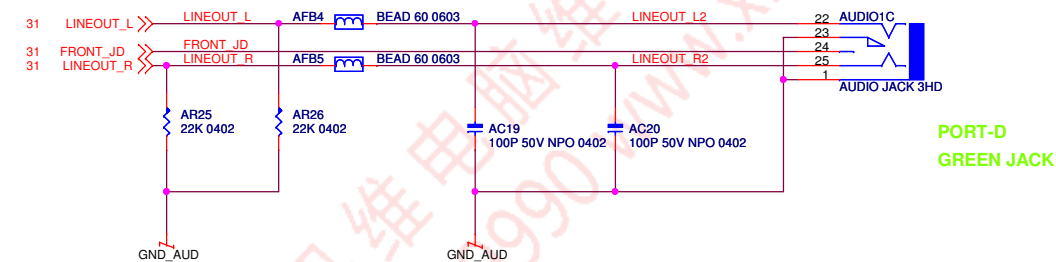 31 LINEOUT_L LINEOUT_L AFB4 BEAD 60 0603 LINEOUT_L2 22 AUDIO1C
23
31 FRONT_JD FRONT_JD 24
31 LINEOUT_R LINEOUT_R AFB5 BEAD 60 0603 LINEOUT_R2 25
1
AUDIO JACK 3HD
AR25
22K 0402
AR26
22K 0402
AC19
100P 50V NPO 0402
AC20
100P 50V NPO 0402
PORT-D
GREEN JACK
GND_AUD
GND_AUD